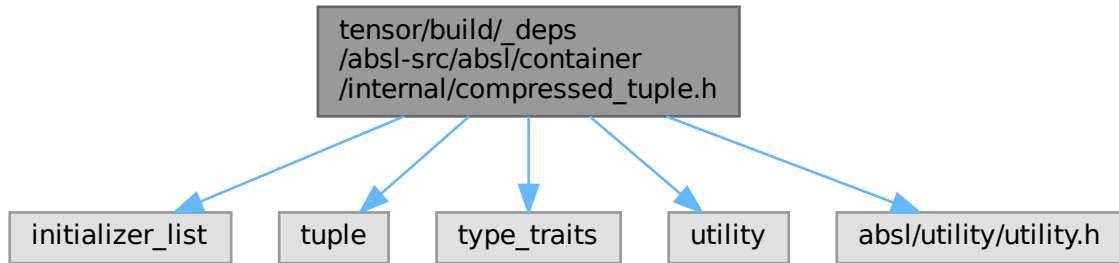 tensor/build/_deps
/absl-src/absl/container
/internal/compressed_tuple.h
initializer_list
tuple
type_traits
utility
absl/utility/utility.h